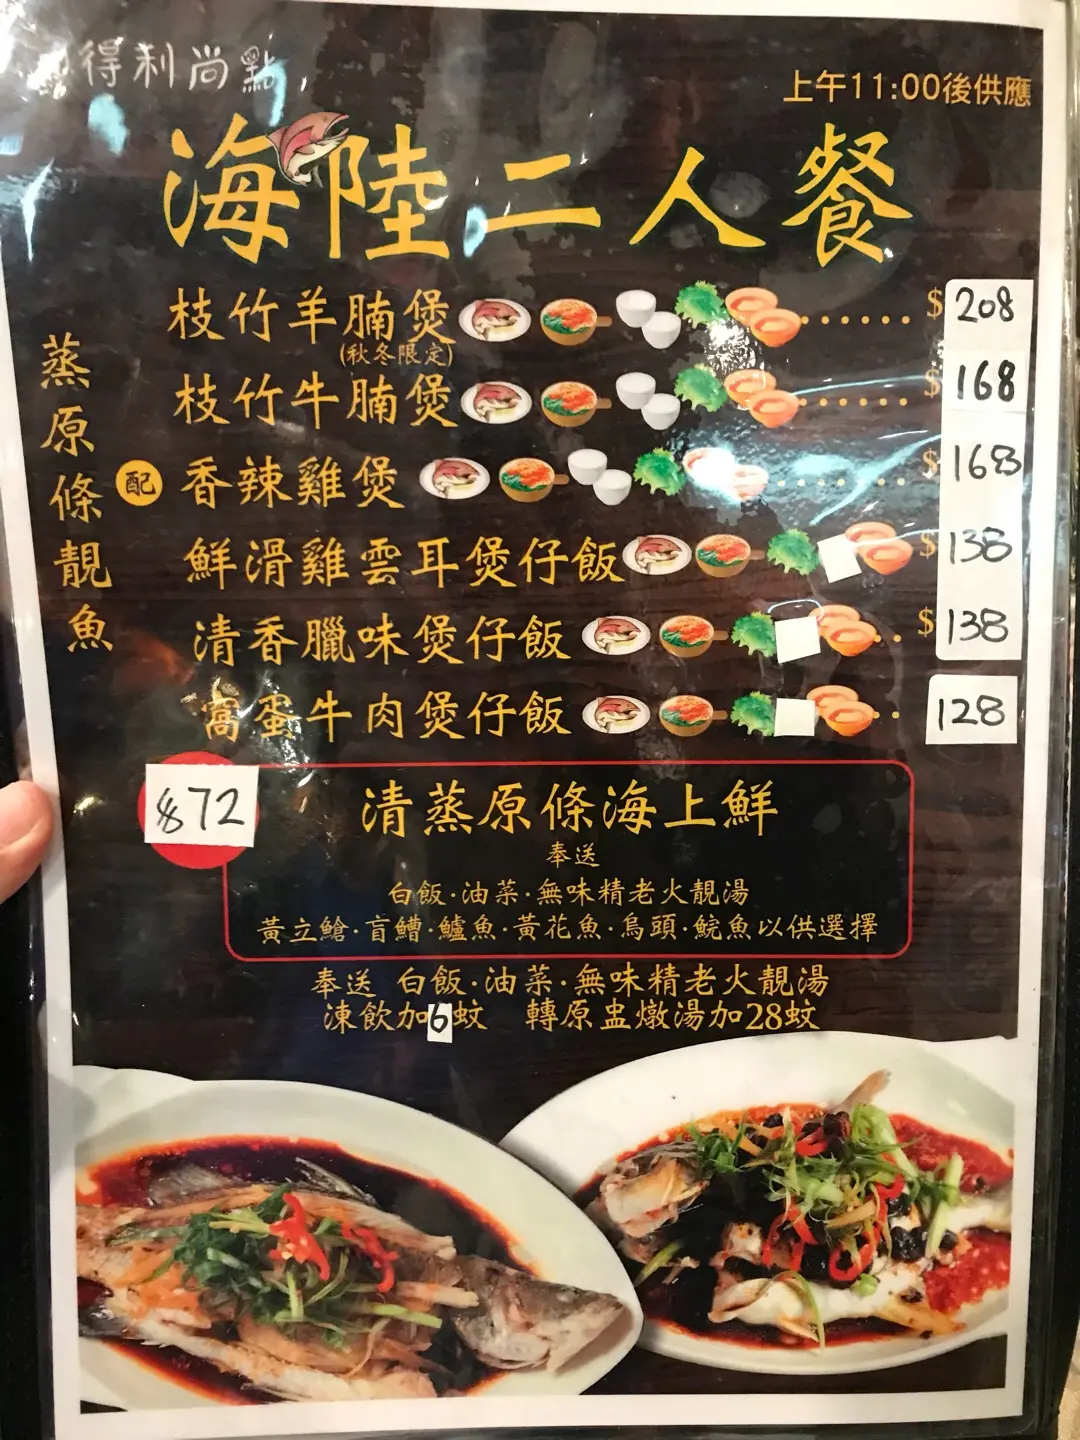 得利尚點
上午11:00後供應
海陸二人餐
蒸原條靚魚
配
枝竹羊腩煲 $208
(秋冬限定)
枝竹牛腩煲 $168
香辣雞煲 $168
鮮滑雞雲耳煲仔飯 $138
清香臘味煲仔飯 $138
窩蛋牛肉煲仔飯 128
$72
清蒸原條海上鮮
奉送
白飯·油菜·無味精老火靚湯
黃立鎗·盲鰽·鱸魚·黃花魚·烏頭·鯇魚以供選擇
奉送 白飯·油菜·無味精老火靚湯
凍飲加6蚊 轉原盅燉湯加28蚊